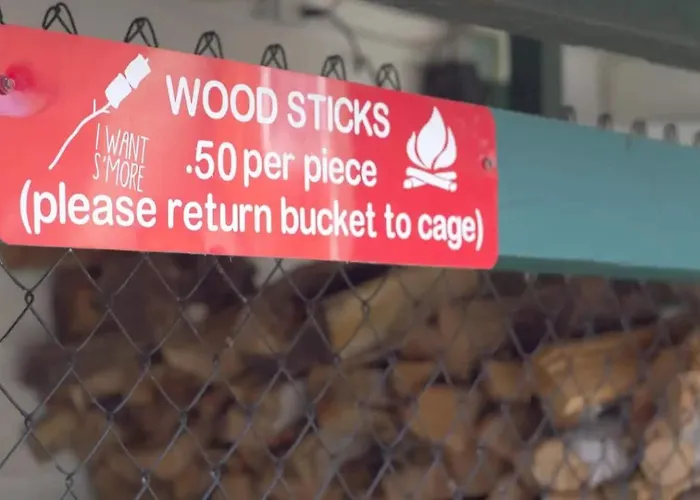 WOOD STICKS
I WANT
S'MORE
.50 per piece
(please return bucket to cage)